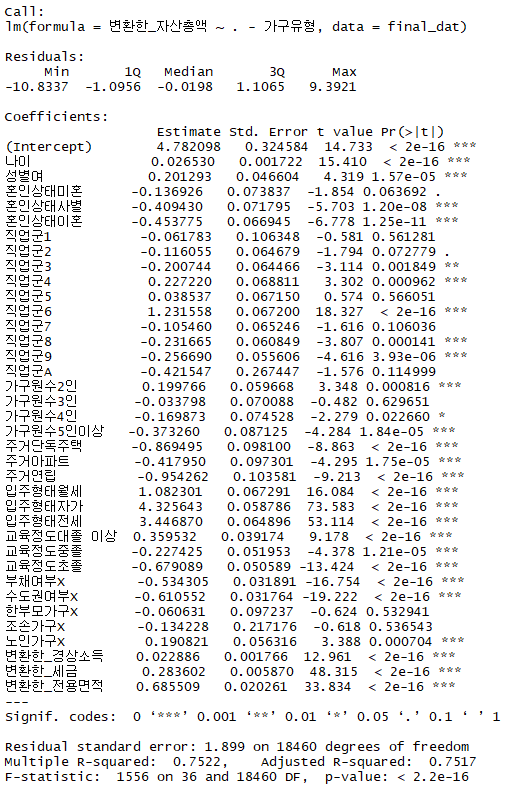 Call:
lm(formula = 변환한_자산총액 ~ . - 가구유형, data = final_dat)
Residuals:
Min 1Q Median 3Q Max
-10.8337 -1.0956 -0.0198 1.1065 9.3921
Coefficients:
Estimate Std. Error t value Pr(>|t|)
(Intercept) 4.782098 0.324584 14.733 < 2e-16 ***
나이 0.026530 0.001722 15.410 < 2e-16 ***
성별여 0.201293 0.046604 4.319 1.57e-05 ***
혼인상태미혼 -0.136926 0.073837 -1.854 0.063692 .
혼인상태사별 -0.409430 0.071795 -5.703 1.20e-08 ***
혼인상태이혼 -0.453775 0.066945 -6.778 1.25e-11 ***
직업군1 -0.061783 0.106348 -0.581 0.561281
직업군2 -0.116055 0.064679 -1.794 0.072779 .
직업군3 -0.200744 0.064466 -3.114 0.001849 **
직업군4 0.227220 0.068811 3.302 0.000962 ***
직업군5 0.038537 0.067150 0.574 0.566051
직업군6 1.231558 0.067200 18.327 < 2e-16 ***
직업군7 -0.105460 0.065246 -1.616 0.106036
직업군8 -0.231665 0.060849 -3.807 0.000141 ***
직업군9 -0.256690 0.055606 -4.616 3.93e-06 ***
직업군A -0.421547 0.267447 -1.576 0.114999
가구원수2인 0.199766 0.059668 3.348 0.000816 ***
가구원수3인 -0.033798 0.070088 -0.482 0.629651
가구원수4인 -0.169873 0.074528 -2.279 0.022660 *
가구원수5인이상 -0.373260 0.087125 -4.284 1.84e-05 ***
주거단독주택 -0.869495 0.098100 -8.863 < 2e-16 ***
주거아파트 -0.417950 0.097301 -4.295 1.75e-05 ***
주거연립 -0.954262 0.103581 -9.213 < 2e-16 ***
입주형태월세 1.082301 0.067291 16.084 < 2e-16 ***
입주형태자가 4.325643 0.058786 73.583 < 2e-16 ***
입주형태전세 3.446870 0.064896 53.114 < 2e-16 ***
교육정도대졸 이상 0.359532 0.039174 9.178 < 2e-16 ***
교육정도중졸 -0.227425 0.051953 -4.378 1.21e-05 ***
교육정도초졸 -0.679089 0.050589 -13.424 < 2e-16 ***
부채여부X -0.534305 0.031891 -16.754 < 2e-16 ***
수도권여부X -0.610552 0.031764 -19.222 < 2e-16 ***
한부모가구X -0.060631 0.097237 -0.624 0.532941
조손가구X -0.134228 0.217176 -0.618 0.536543
노인가구X 0.190821 0.056316 3.388 0.000704 ***
변환한_경상소득 0.022886 0.001766 12.961 < 2e-16 ***
변환한_세금 0.283602 0.005870 48.315 < 2e-16 ***
변환한_전용면적 0.685509 0.020261 33.834 < 2e-16 ***
---
Signif. codes: 0 ‘***’ 0.001 ‘**’ 0.01 ‘*’ 0.05 ‘.’ 0.1 ‘ ’ 1
Residual standard error: 1.899 on 18460 degrees of freedom
Multiple R-squared: 0.7522, Adjusted R-squared: 0.7517
F-statistic: 1556 on 36 and 18460 DF, p-value: < 2.2e-16